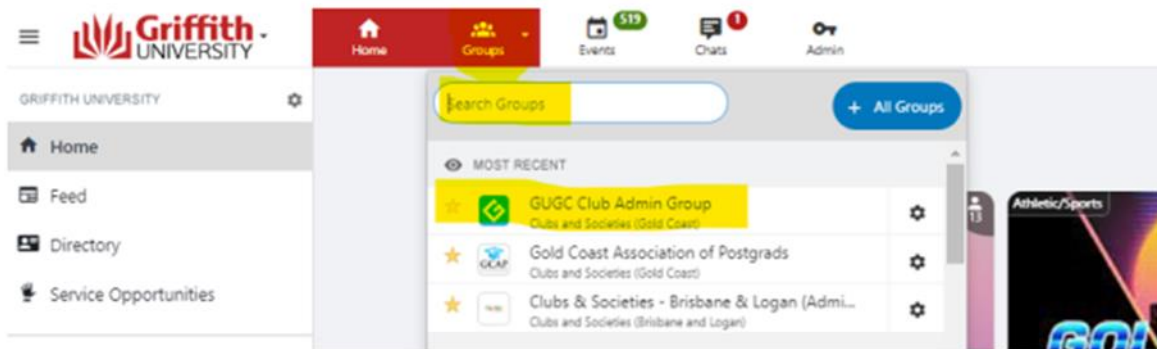 Griffith
UNIVERSITY
Home
Groups
519
Events
1
Chats
Admin
GRIFFITH UNIVERSITY
Home
Feed
Directory
Service Opportunities
Search Groups
+ All Groups
MOST RECENT
GUGC Club Admin Group
Clubs and Societies (Gold Coast)
GCAP
Gold Coast Association of Postgrads
Clubs and Societies (Gold Coast)
Clubs & Societies - Brisbane & Logan (Admi...
Clubs and Societies (Brisbane and Logan)
13
Athletic/Sports
GO!